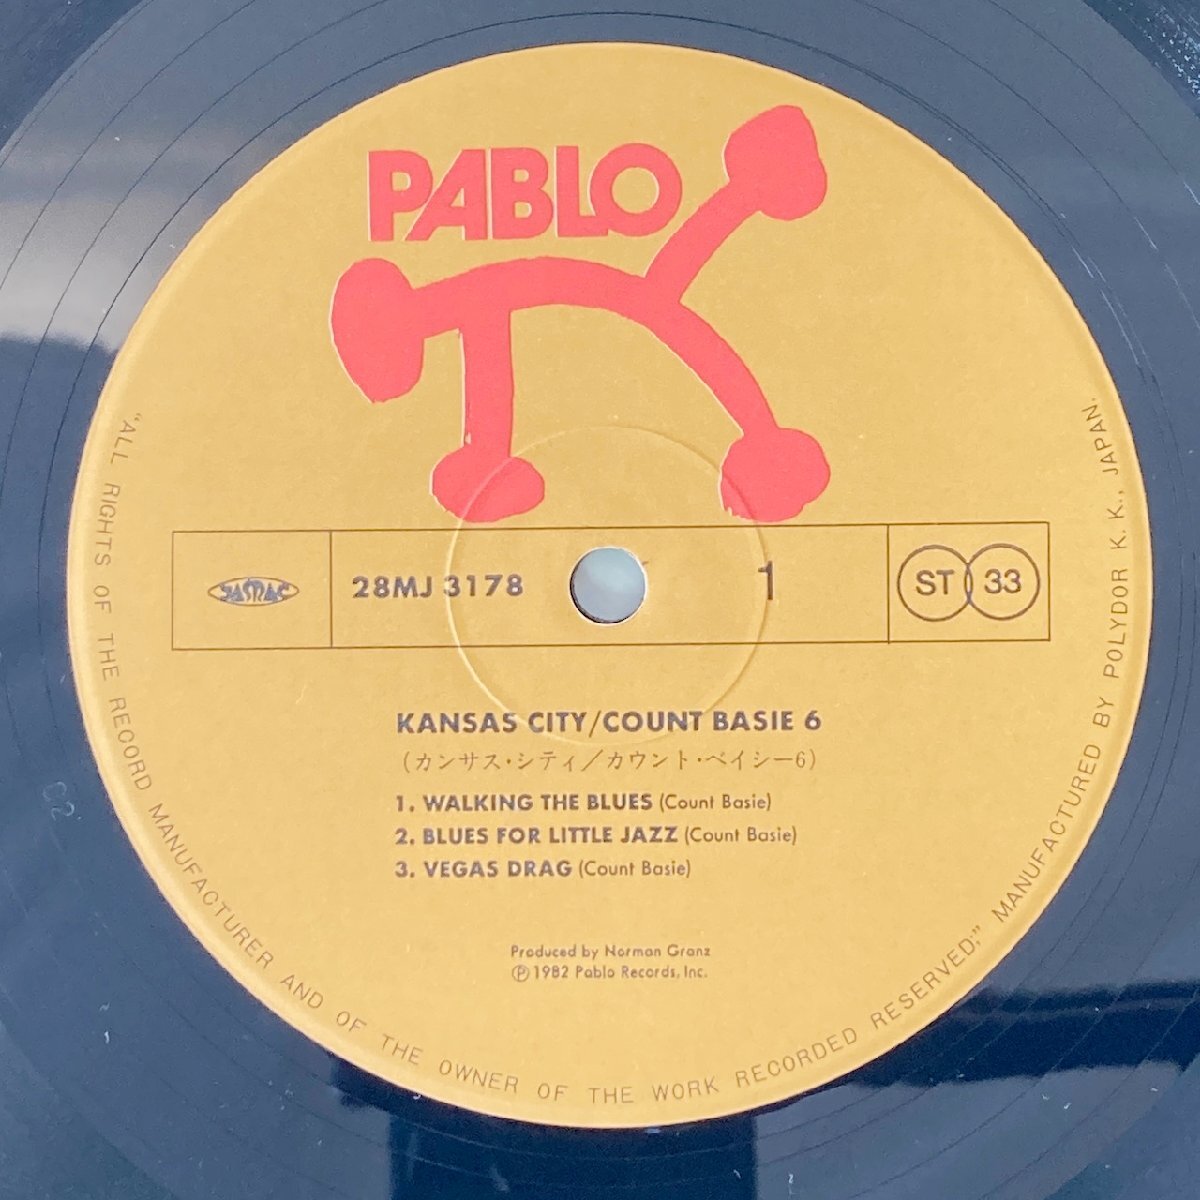 PABLO
JASRAC
28MJ 3178
1
ST 33
KANSAS CITY/COUNT BASIE 6
(カンサス・シティ／カウント・ベイシー6)
1. WALKING THE BLUES (Count Basie)
2. BLUES FOR LITTLE JAZZ (Count Basie)
3. VEGAS DRAG (Count Basie)
Produced by Norman Granz
Ⓟ1982 Pablo Records, Inc.
"ALL RIGHTS OF THE RECORD MANUFACTURER AND OF THE OWNER OF THE WORK RECORDED RESERVED;" MANUFACTURED BY POLYDOR K. K., JAPAN.